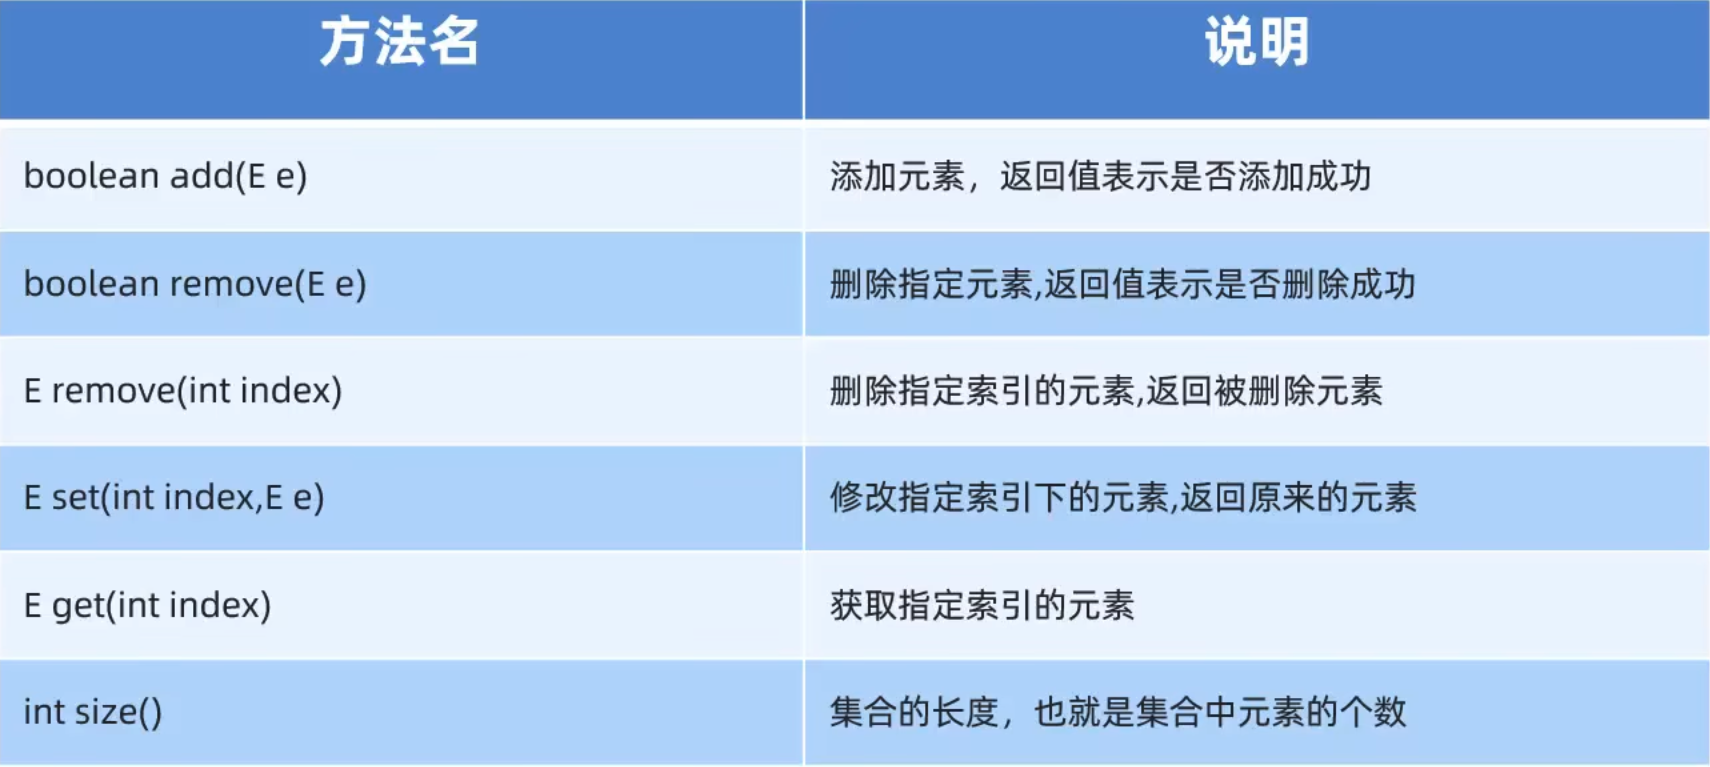 方法名
说明
boolean add(E e)
添加元素，返回值表示是否添加成功
boolean remove(E e)
删除指定元素,返回值表示是否删除成功
E remove(int index)
删除指定索引的元素,返回被删除元素
E set(int index,E e)
修改指定索引下的元素,返回原来的元素
E get(int index)
获取指定索引的元素
int size()
集合的长度，也就是集合中元素的个数